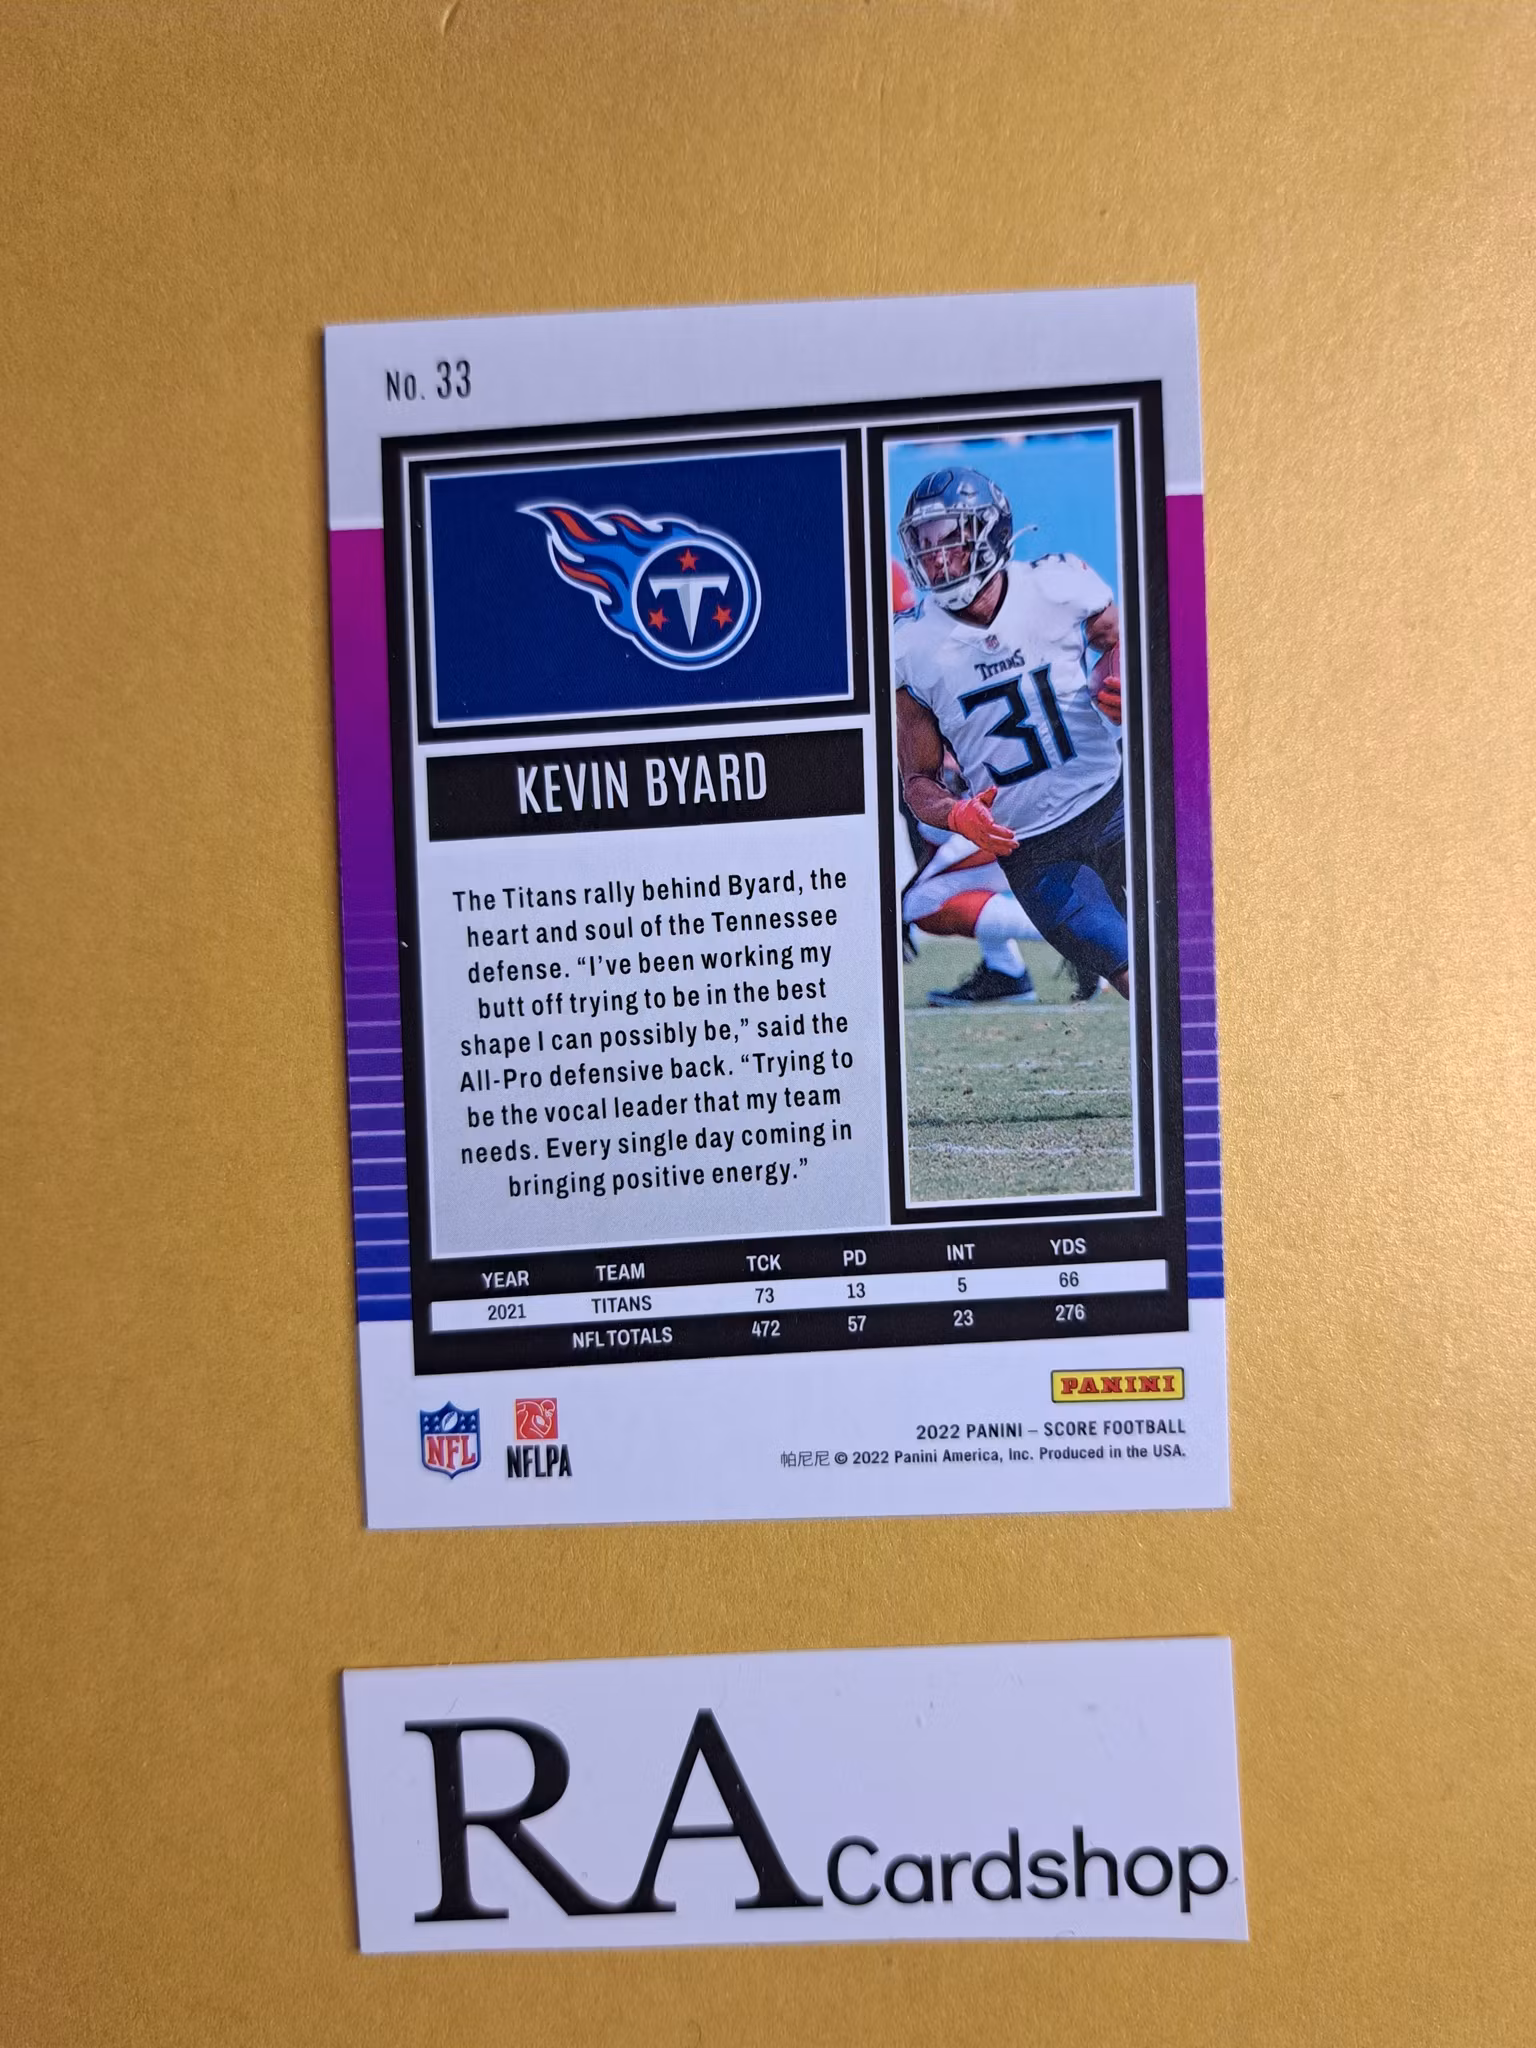 No. 33
T
TITANS
31
KEVIN BYARD
The Titans rally behind Byard, the
heart and soul of the Tennessee
defense. “I’ve been working my
butt off trying to be in the best
shape I can possibly be,” said the
All-Pro defensive back. “Trying to
be the vocal leader that my team
needs. Every single day coming in
bringing positive energy.”
YEAR TEAM TCK PD INT YDS
2021 TITANS 73 13 5 66
NFL TOTALS 472 57 23 276
PANINI
NFL NFLPA
2022 PANINI – SCORE FOOTBALL
帕尼尼 © 2022 Panini America, Inc. Produced in the USA.
RA Cardshop